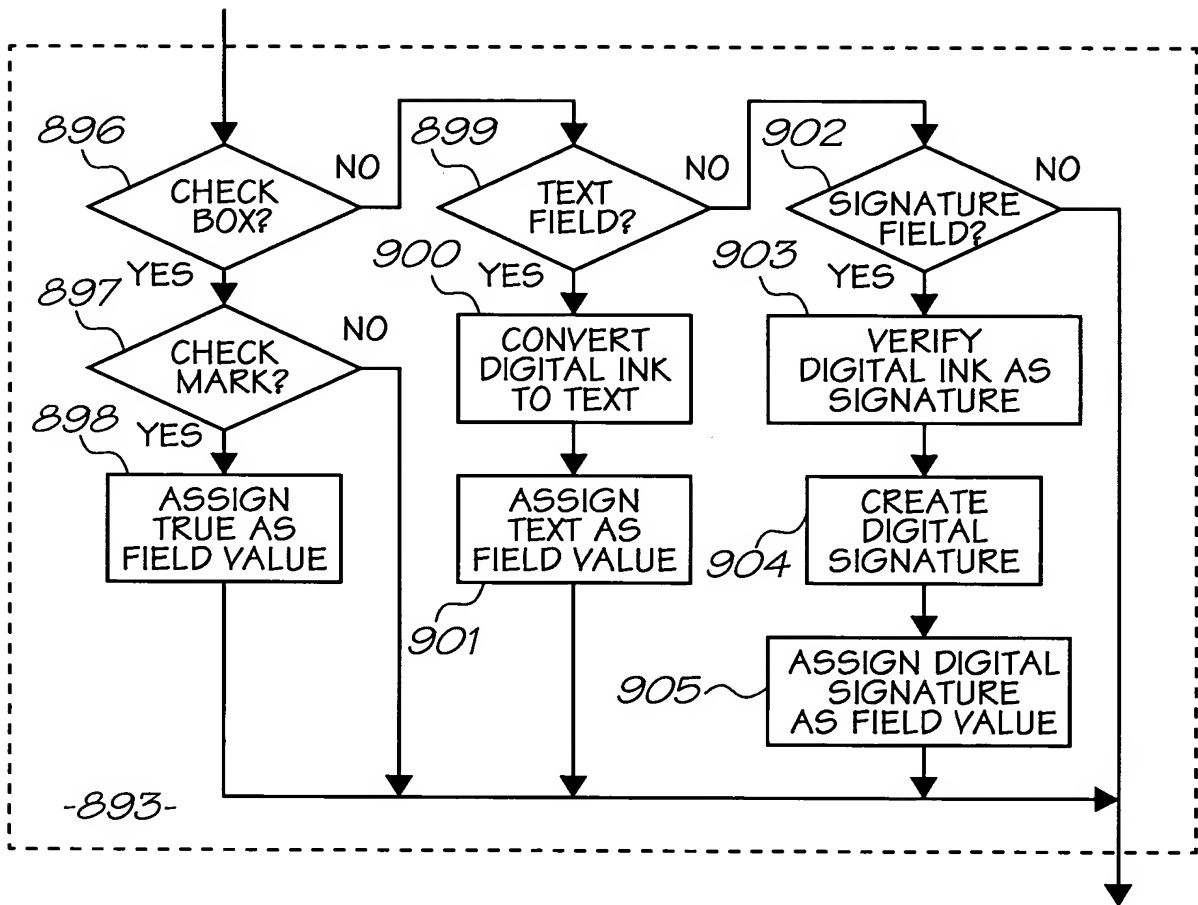 896
CHECK
BOX?
NO
YES
897
CHECK
MARK?
NO
YES
898
ASSIGN
TRUE AS
FIELD VALUE
899
TEXT
FIELD?
NO
YES
900
CONVERT
DIGITAL INK
TO TEXT
ASSIGN
TEXT AS
FIELD VALUE
901
902
SIGNATURE
FIELD?
NO
YES
903
VERIFY
DIGITAL INK AS
SIGNATURE
CREATE
DIGITAL
SIGNATURE
904
ASSIGN DIGITAL
SIGNATURE
AS FIELD VALUE
905
-893-